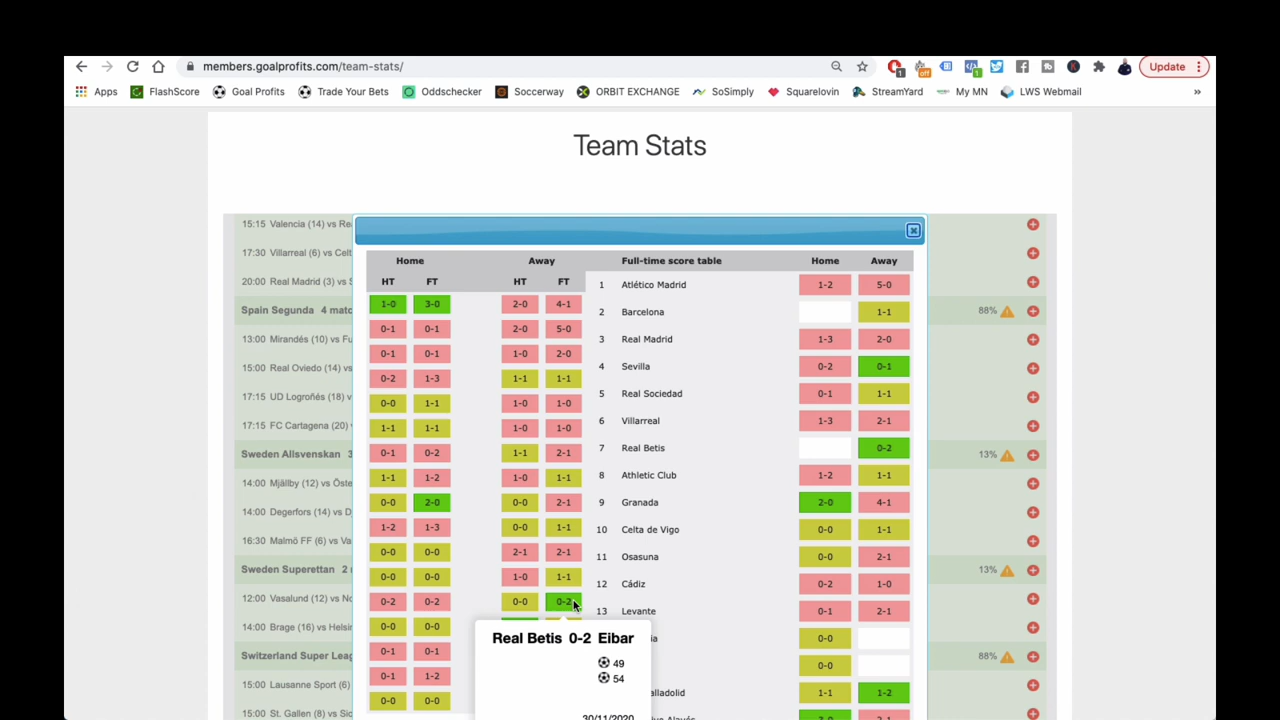 members.goalprofits.com/team-stats/
Update
1
off
1
Apps FlashScore Goal Profits Trade Your Bets Oddschecker Soccerway ORBIT EXCHANGE SoSimply Squarelovin StreamYard My MN LWS Webmail »
Team Stats
15:15 Valencia (14) vs Re
17:30 Villarreal (6) vs Celt
20:00 Real Madrid (3) vs S
Spain Segunda 4 matc 88%
13:00 Mirandés (10) vs Fu
15:00 Real Oviedo (14) vs
17:15 UD Logroñés (18) v
17:15 FC Cartagena (20)
Sweden Allsvenskan 3 13%
14:00 Mjällby (12) vs Öste
14:00 Degerfors (14) vs D
16:30 Malmö FF (6) vs Va
Sweden Superettan 2 13%
12:00 Vasalund (12) vs No
14:00 Brage (16) vs Helsin
Switzerland Super Leag 88%
15:00 Lausanne Sport (6)
15:00 St. Gallen (8) vs Sio
Home Away Full-time score table Home Away
HT FT HT FT
1-0 3-0 2-0 4-1
0-1 0-1 2-0 5-0
0-1 0-1 1-0 2-0
0-2 1-3 1-1 1-1
0-0 1-1 1-0 1-0
1-1 1-1 1-0 1-0
0-1 0-2 1-1 2-1
1-1 1-2 1-0 1-1
0-0 2-0 0-0 2-1
1-2 1-3 0-0 1-1
0-0 0-0 2-1 2-1
0-0 0-0 1-0 1-1
0-2 0-2 0-0 0-2
0-0 0-0
0-1 0-1
0-1 1-2
0-0 0-0
1 Atlético Madrid 1-2 5-0
2 Barcelona 1-1
3 Real Madrid 1-3 2-0
4 Sevilla 0-2 0-1
5 Real Sociedad 0-1 1-1
6 Villarreal 1-3 2-1
7 Real Betis 0-2
8 Athletic Club 1-2 1-1
9 Granada 2-0 4-1
10 Celta de Vigo 0-0 1-1
11 Osasuna 0-0 2-1
12 Cádiz 0-2 1-0
13 Levante 0-1 2-1
ia 0-0
0-0
alladolid 1-1 1-2
Real Betis 0-2 Eibar
49
54
30/11/2020